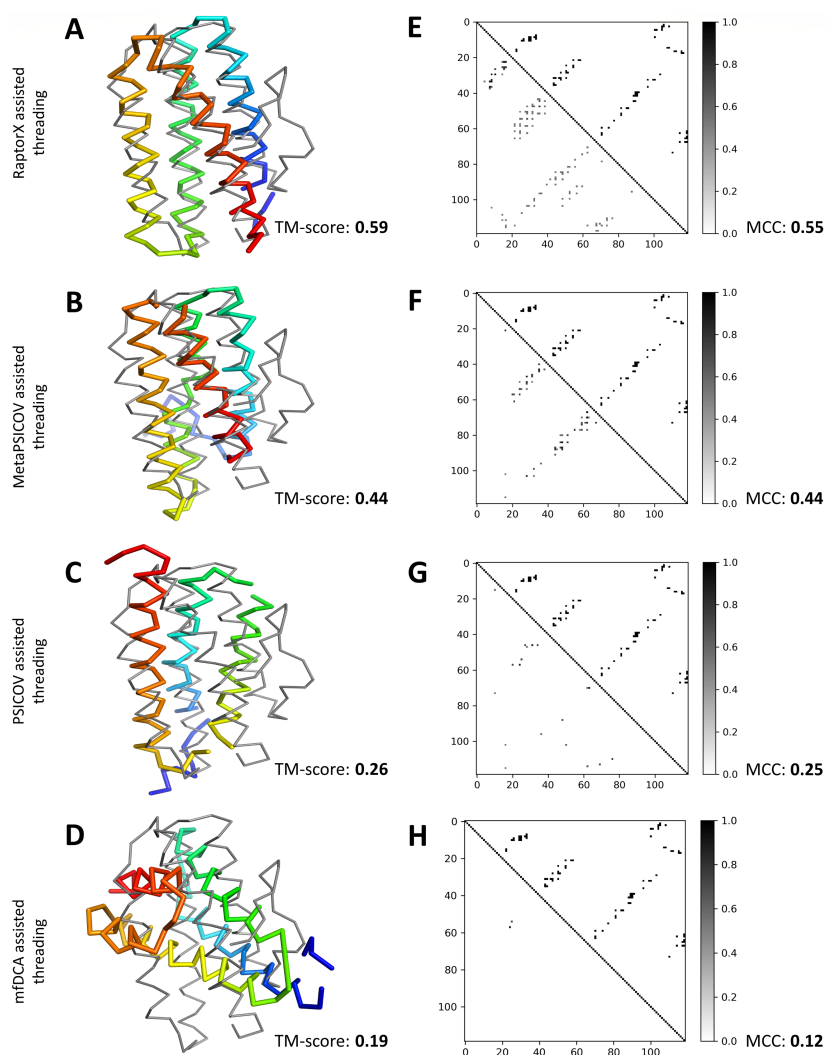 A
E
RaptorX assisted
threading
TM-score: 0.59
0
20
40
60
80
100
0 20 40 60 80 100
1.0
0.8
0.6
0.4
0.2
0.0
MCC: 0.55
B
F
MetaPSICOV assisted
threading
TM-score: 0.44
0
20
40
60
80
100
0 20 40 60 80 100
1.0
0.8
0.6
0.4
0.2
0.0
MCC: 0.44
C
G
PSICOV assisted
threading
TM-score: 0.26
0
20
40
60
80
100
0 20 40 60 80 100
1.0
0.8
0.6
0.4
0.2
0.0
MCC: 0.25
D
H
mfDCA assisted
threading
TM-score: 0.19
0
20
40
60
80
100
0 20 40 60 80 100
1.0
0.8
0.6
0.4
0.2
0.0
MCC: 0.12